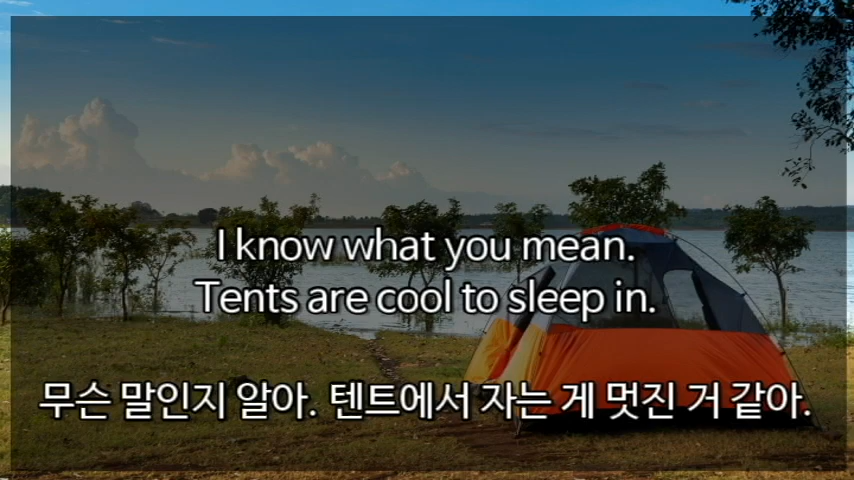 I know what you mean.
Tents are cool to sleep in.
무슨 말인지 알아. 텐트에서 자는 게 멋진 거 같아.